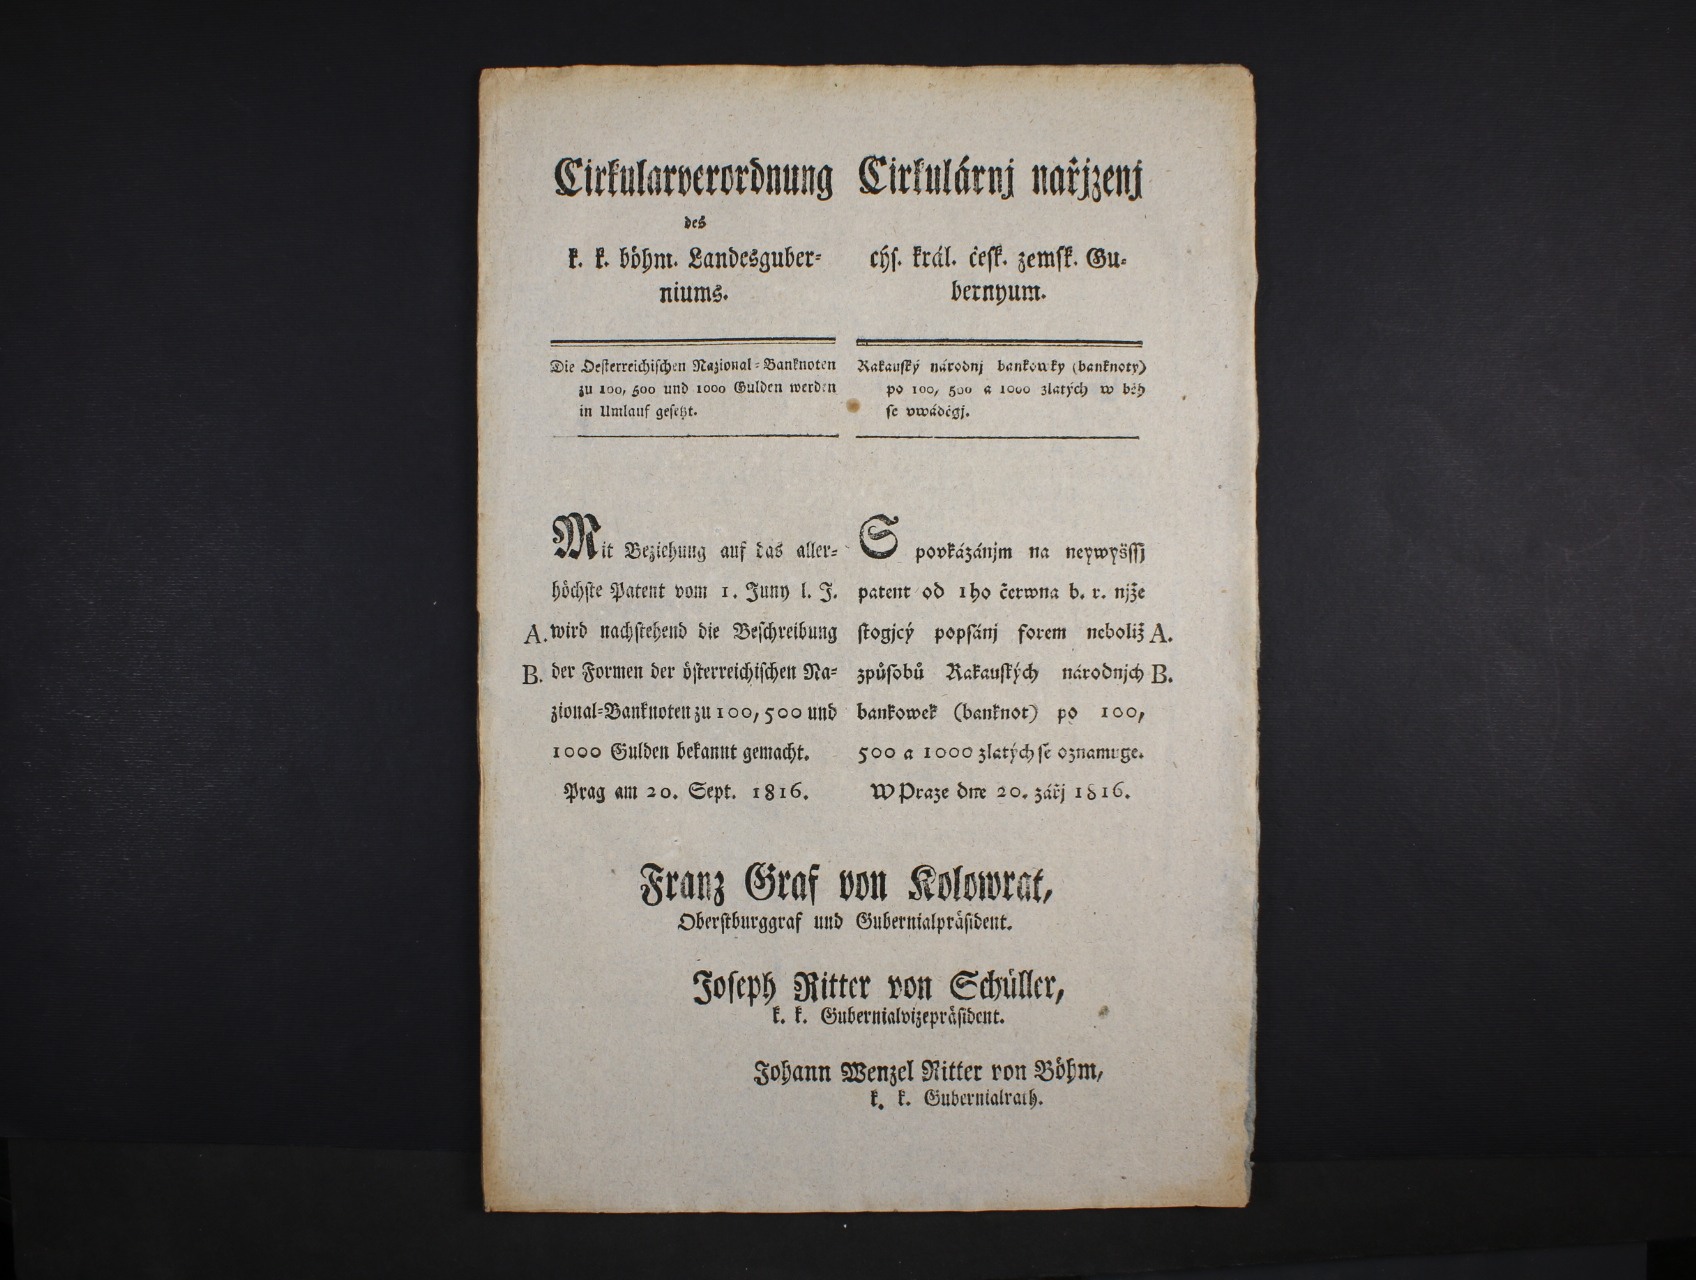 Cirkularverordnung
des
k. k. böhm. Landesguber=
niums.
Die Oesterreichischen Nazional=Banknoten
zu 100, 500 und 1000 Gulden werden
in Umlauf gesetzt.
Mit Beziehung auf das aller=
höchste Patent vom 1. Juny l. J.
A. wird nachstehend die Beschreibung
B. der Formen der österreichischen Na=
zional=Banknoten zu 100, 500 und
1000 Gulden bekannt gemacht.
Prag am 20. Sept. 1816.
Cirkulárnj nařjzenj
cýs. král. česk. zemsk. Gu=
bernyum.
Rakauský národnj bankowky (banknoty)
po 100, 500 a 1000 zlatých w běh
se vwáděgj.
S povkázánjm na neywyšssj
patent od 1ho čerwna b. r. njže
stogjcý popsánj forem neboliž A.
způsobů Rakauských národnjch B.
bankowek (banknot) po 100,
500 a 1000 zlatých se oznamuge.
W Praze dne 20. zářj 1816.
Franz Graf von Kolowrat,
Oberstburggraf und Gubernialpräsident.
Joseph Ritter von Schüller,
k. k. Gubernialvizepräsident.
Johann Wenzel Ritter von Böhm,
k. k. Gubernialrath.